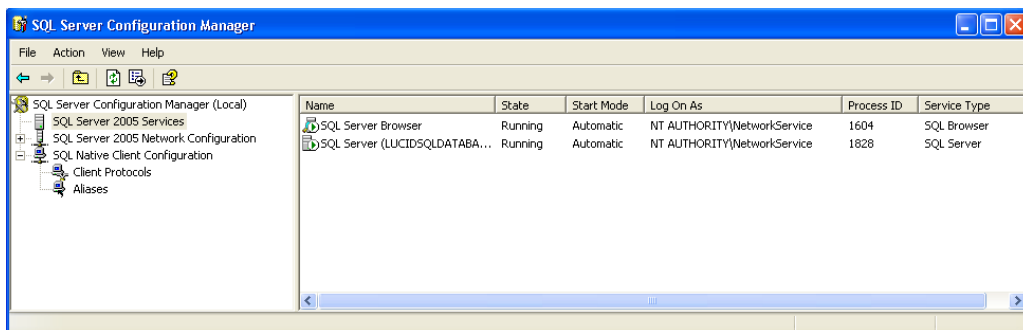 SQL Server Configuration Manager
File Action View Help
SQL Server Configuration Manager (Local)
SQL Server 2005 Services
SQL Server 2005 Network Configuration
SQL Native Client Configuration
Client Protocols
Aliases
Name State Start Mode Log On As Process ID Service Type
SQL Server Browser Running Automatic NT AUTHORITY\NetworkService 1604 SQL Browser
SQL Server (LUCIDSQLDATABA... Running Automatic NT AUTHORITY\NetworkService 1828 SQL Server